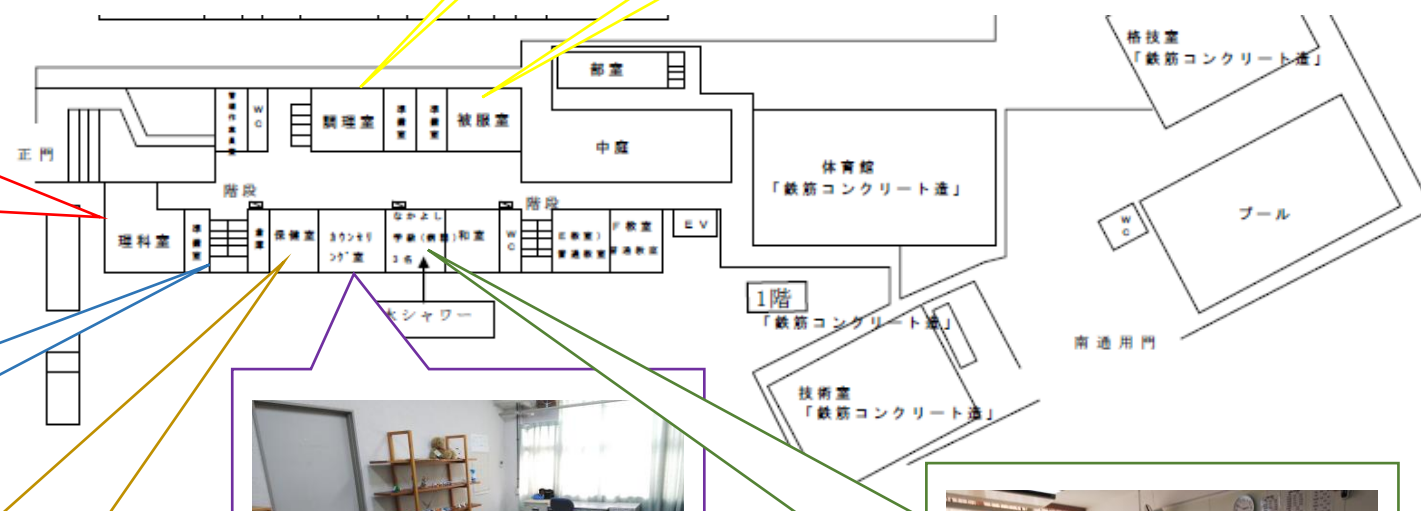 部室
格技室
「鉄筋コンクリート造」
WC
調理室
準備室
準備室
被服室
中庭
体育館
「鉄筋コンクリート造」
プール
WC
正門
階段
階段
理科室
準備室
倉庫
保健室
カウンセリング室
なかよし
学級(病弱)
3名
和室
WC
E教室)
普通教室
F教室
普通教室
EV
水シャワー
1階
「鉄筋コンクリート造」
南通用門
技術室
「鉄筋コンクリート造」